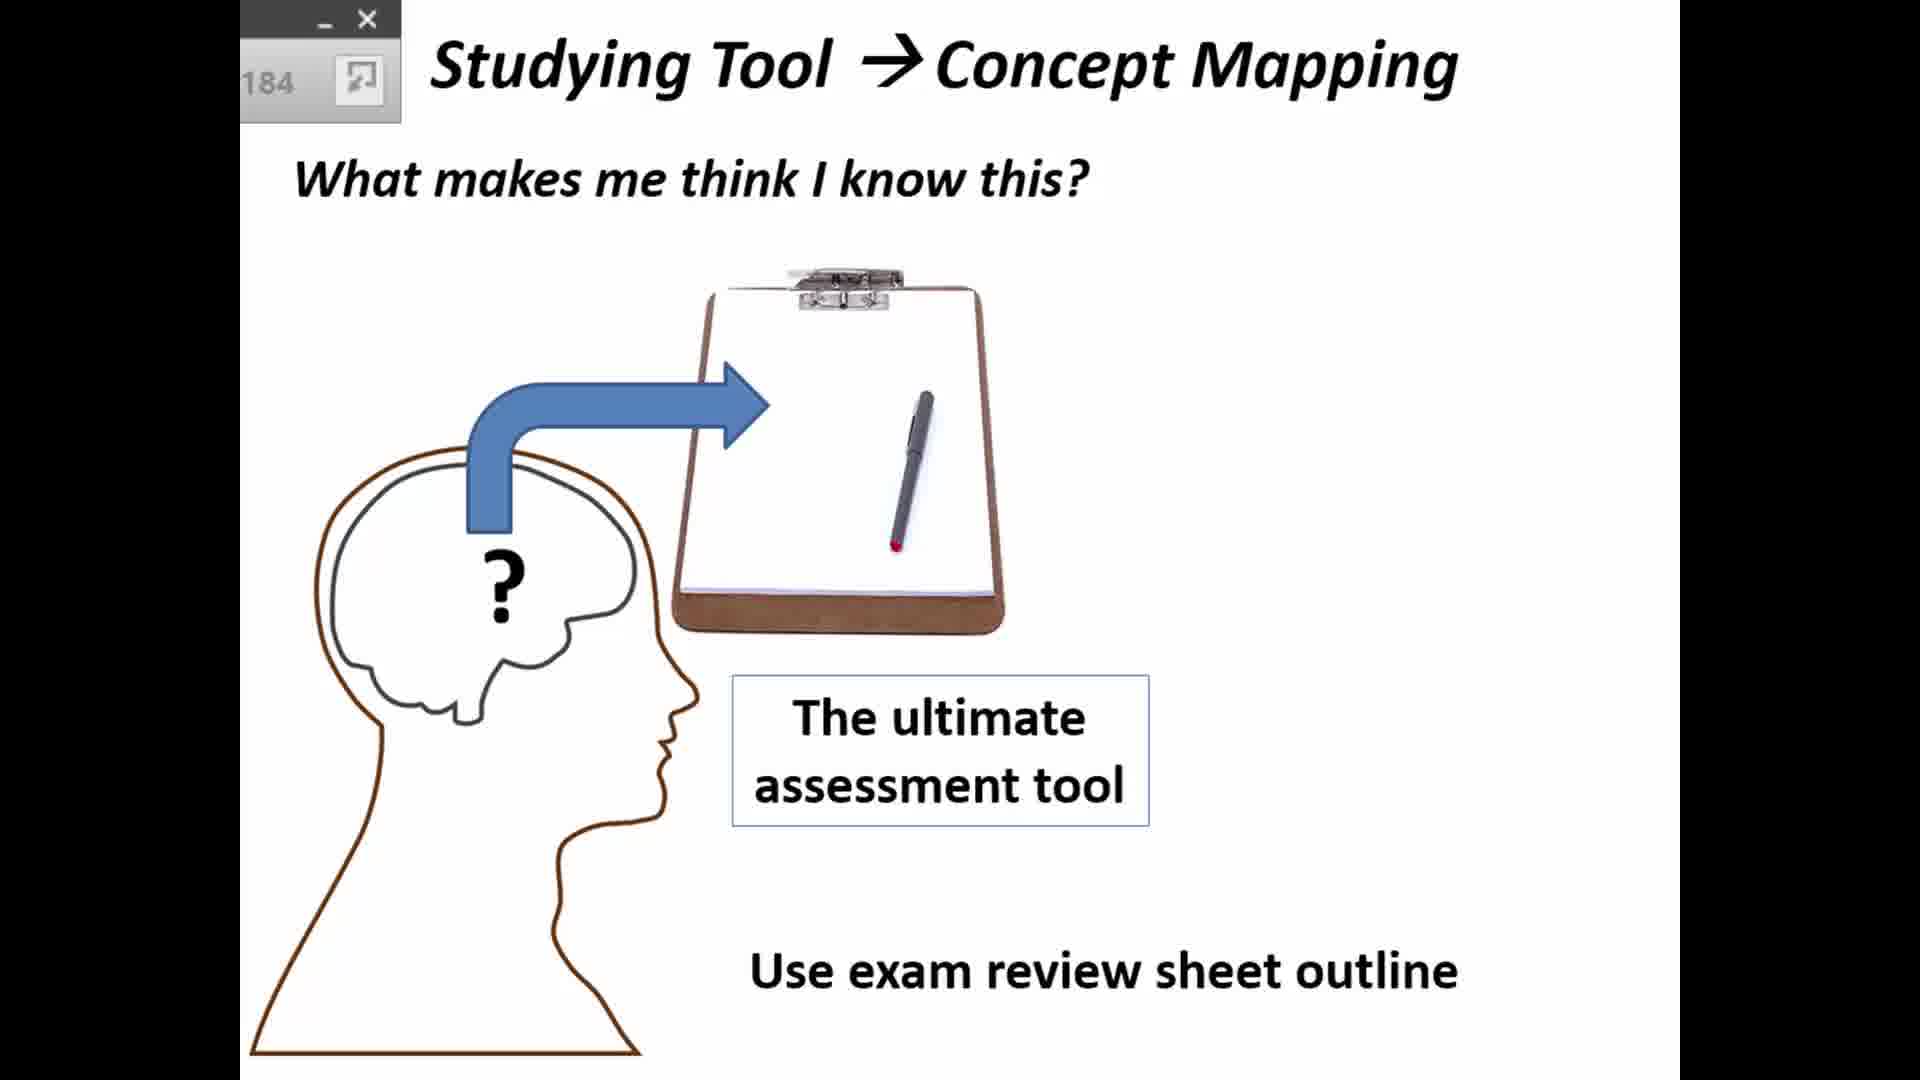 184
Studying Tool → Concept Mapping
What makes me think I know this?
?
The ultimate
assessment tool
Use exam review sheet outline